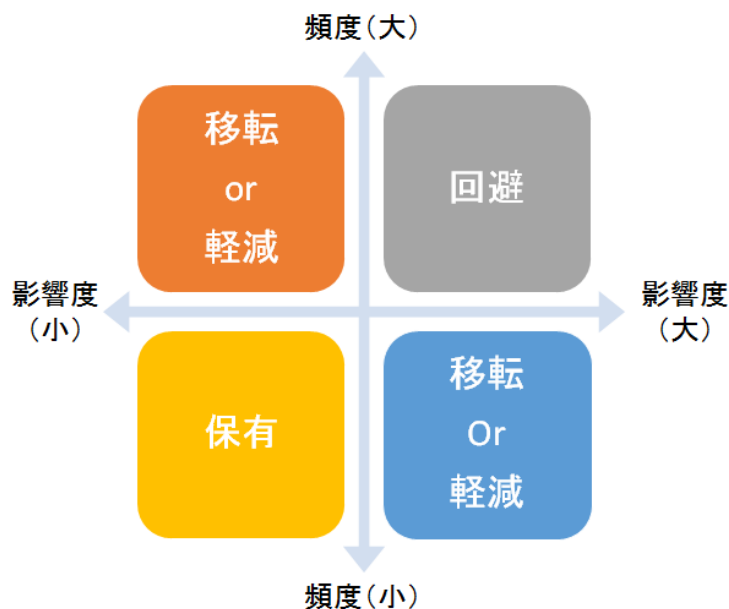 頻度（大）
移転
or
軽減
回避
影響度
（小）
影響度
（大）
保有
移転
Or
軽減
頻度（小）